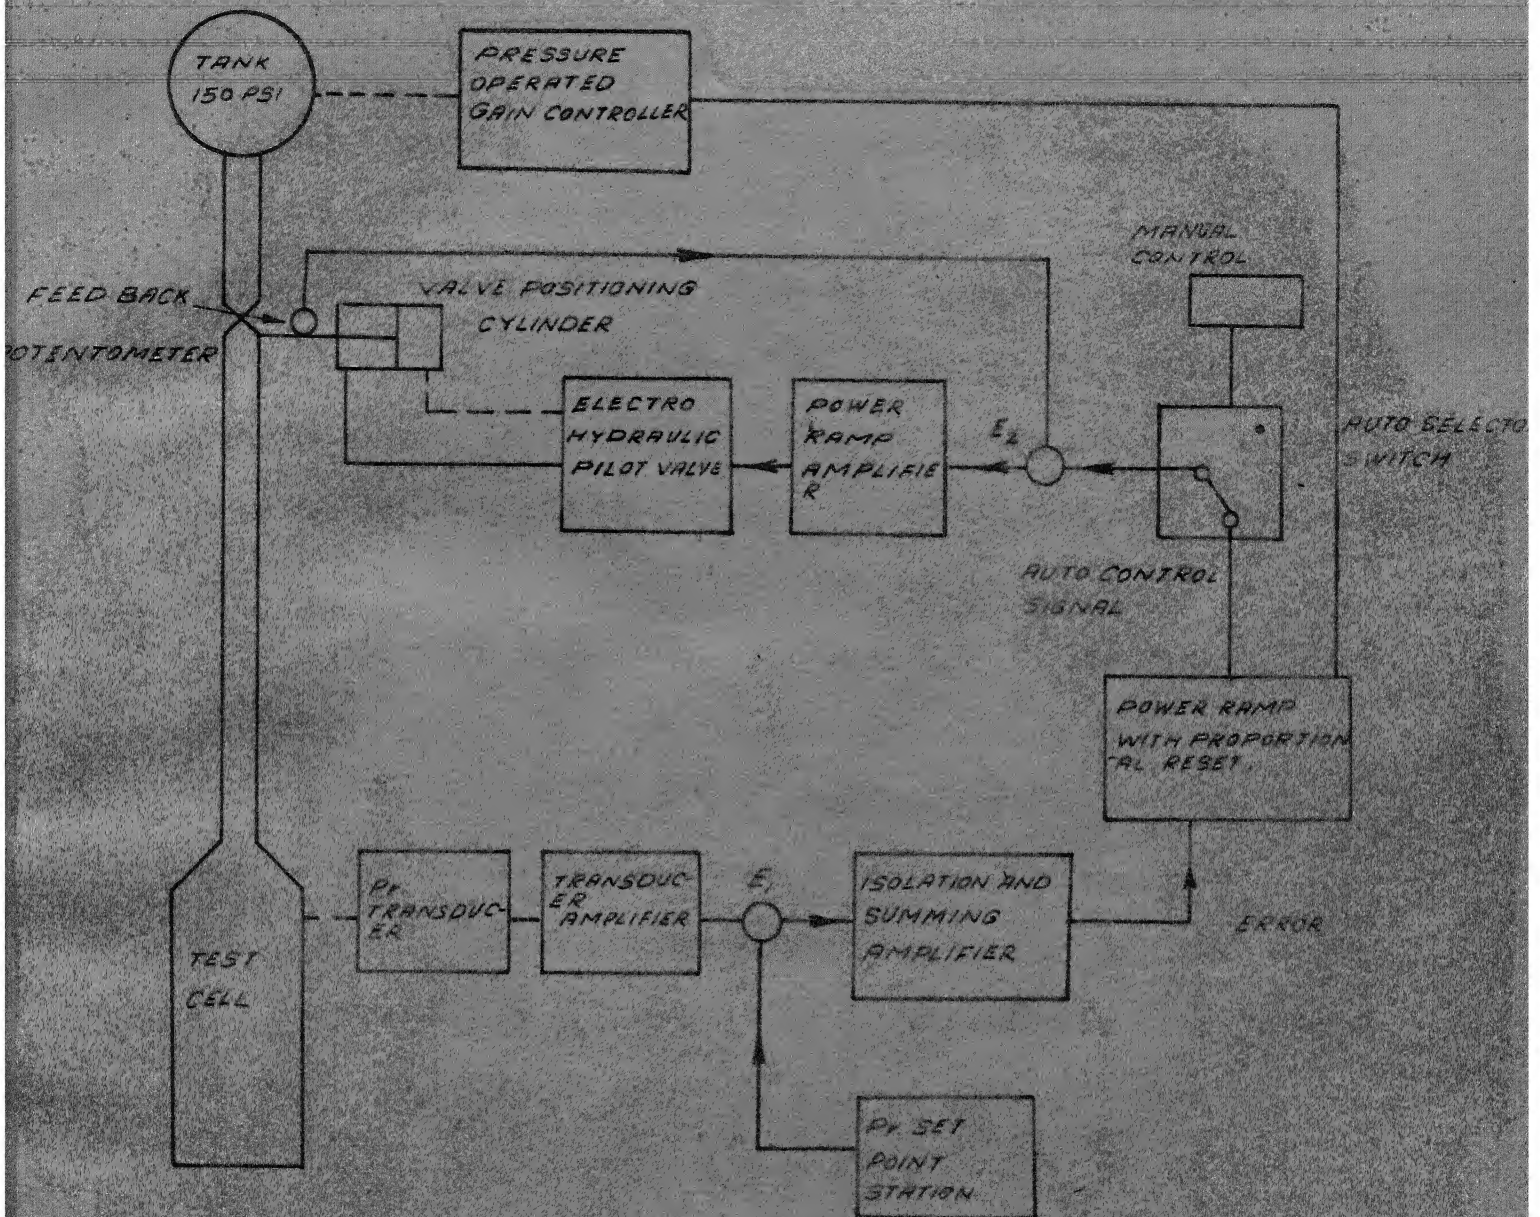 TANK
150 PSI
PRESSURE
OPERATED
GAIN CONTROLLER
MANUAL
CONTROL
FEED BACK
POTENTOMETER
VALVE POSITIONING
CYLINDER
ELECTRO
HYDRAULIC
PILOT VALVE
POWER
RAMP
AMPLIFIE
R
E2
AUTO SELECTO
SWITCH
AUTO CONTROL
SIGNAL
POWER RAMP
WITH PROPORTION
AL RESET.
TEST
CELL
Pr
TRANSDUC-
ER
TRANSDUC-
ER
AMPLIFIER
E1
ISOLATION AND
SUMMING
AMPLIFIER
ERROR
Pr. SET
POINT
STATION